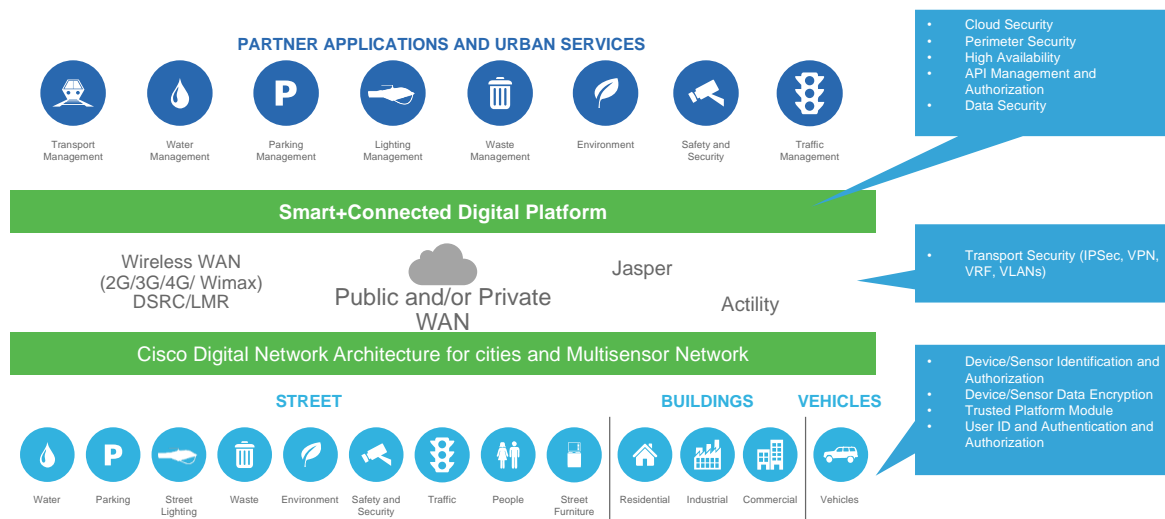 PARTNER APPLICATIONS AND URBAN SERVICES
P
Transport
Management
Water
Management
Parking
Management
Lighting
Management
Waste
Management
Environment
Safety and
Security
Traffic
Management
• Cloud Security
• Perimeter Security
• High Availability
• API Management and
Authorization
• Data Security
Smart+Connected Digital Platform
Wireless WAN
(2G/3G/4G/ Wimax)
DSRC/LMR
Public and/or Private
WAN
Jasper
Actility
• Transport Security (IPSec, VPN,
VRF, VLANs)
Cisco Digital Network Architecture for cities and Multisensor Network
• Device/Sensor Identification and
Authorization
• Device/Sensor Data Encryption
• Trusted Platform Module
• User ID and Authentication and
Authorization
STREET
BUILDINGS
VEHICLES
P
Water
Parking
Street
Lighting
Waste
Environment
Safety and
Security
Traffic
People
Street
Furniture
Residential
Industrial
Commercial
Vehicles